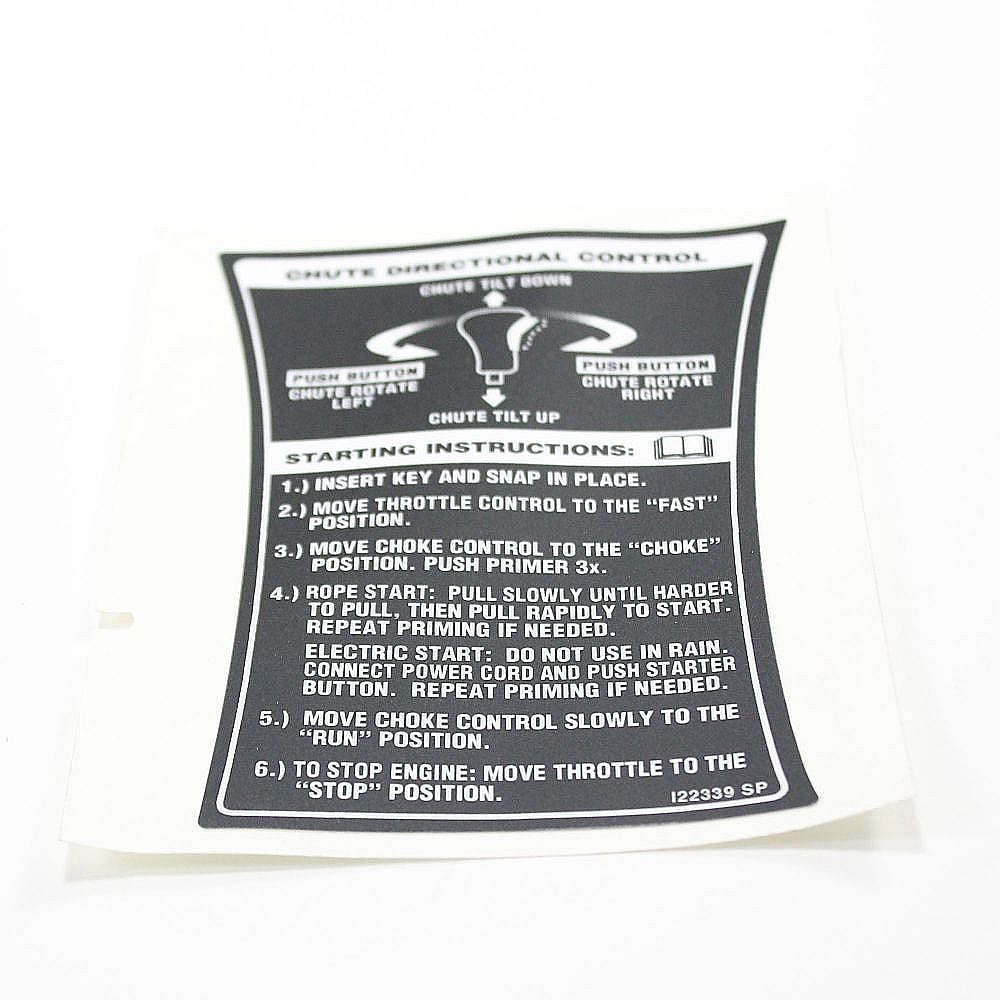 CHUTE DIRECTIONAL CONTROL
CHUTE TILT DOWN
PUSH BUTTON
CHUTE ROTATE
LEFT
PUSH BUTTON
CHUTE ROTATE
RIGHT
CHUTE TILT UP
STARTING INSTRUCTIONS:
1.) INSERT KEY AND SNAP IN PLACE.
2.) MOVE THROTTLE CONTROL TO THE “FAST”
POSITION.
3.) MOVE CHOKE CONTROL TO THE “CHOKE”
POSITION. PUSH PRIMER 3x.
4.) ROPE START: PULL SLOWLY UNTIL HARDER
TO PULL, THEN PULL RAPIDLY TO START.
REPEAT PRIMING IF NEEDED.
ELECTRIC START: DO NOT USE IN RAIN.
CONNECT POWER CORD AND PUSH STARTER
BUTTON. REPEAT PRIMING IF NEEDED.
5.) MOVE CHOKE CONTROL SLOWLY TO THE
“RUN” POSITION.
6.) TO STOP ENGINE: MOVE THROTTLE TO THE
“STOP” POSITION.
I22339 SP